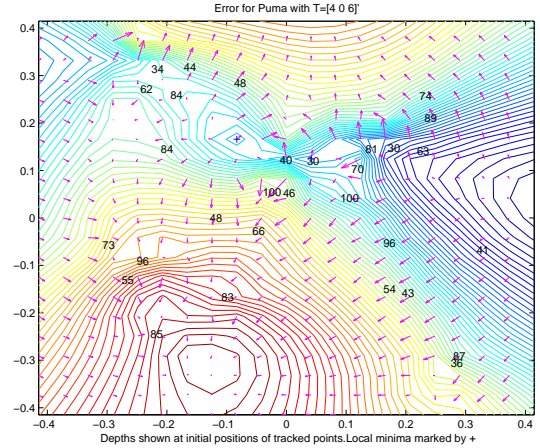 Error for Puma with T=[4 0 6]'
0.4
34 44
0.3 62 84 48 74
0.2 89
84 40 30 81 30 63
0.1 70
100 46 100
0 48
66
73 96 41
−0.1 96
55 83 54 43
−0.2
85
−0.3 87
36
−0.4
−0.4 −0.3 −0.2 −0.1 0 0.1 0.2 0.3 0.4
Depths shown at initial positions of tracked points.Local minima marked by +